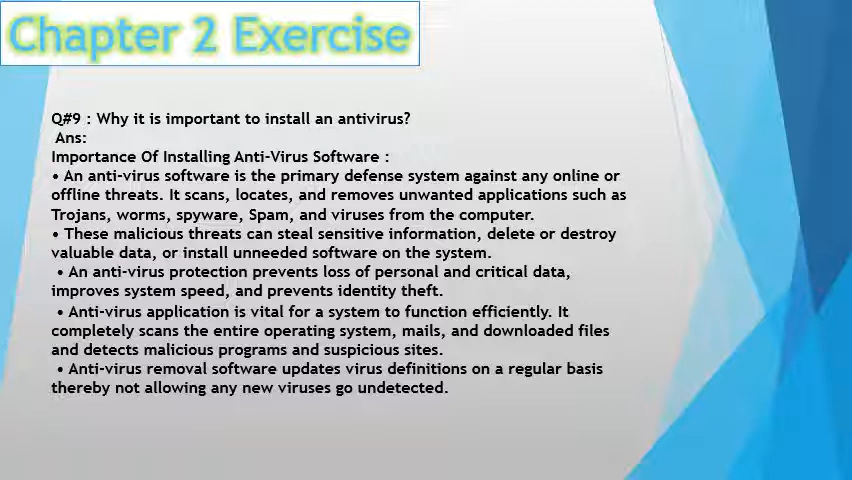 Chapter 2 Exercise
Q#9 : Why it is important to install an antivirus?
Ans:
Importance Of Installing Anti-Virus Software :
• An anti-virus software is the primary defense system against any online or
offline threats. It scans, locates, and removes unwanted applications such as
Trojans, worms, spyware, Spam, and viruses from the computer.
• These malicious threats can steal sensitive information, delete or destroy
valuable data, or install unneeded software on the system.
• An anti-virus protection prevents loss of personal and critical data,
improves system speed, and prevents identity theft.
• Anti-virus application is vital for a system to function efficiently. It
completely scans the entire operating system, mails, and downloaded files
and detects malicious programs and suspicious sites.
• Anti-virus removal software updates virus definitions on a regular basis
thereby not allowing any new viruses go undetected.